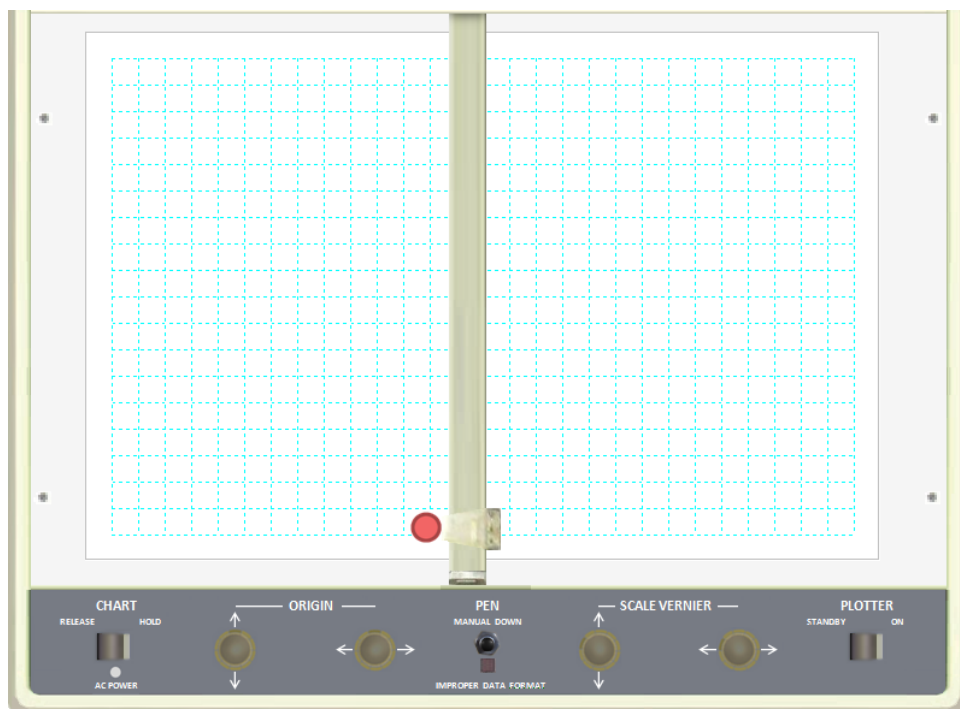 CHART
RELEASE HOLD
AC POWER
ORIGIN
PEN
MANUAL DOWN
IMPROPER DATA FORMAT
SCALE VERNIER
PLOTTER
STANDBY ON